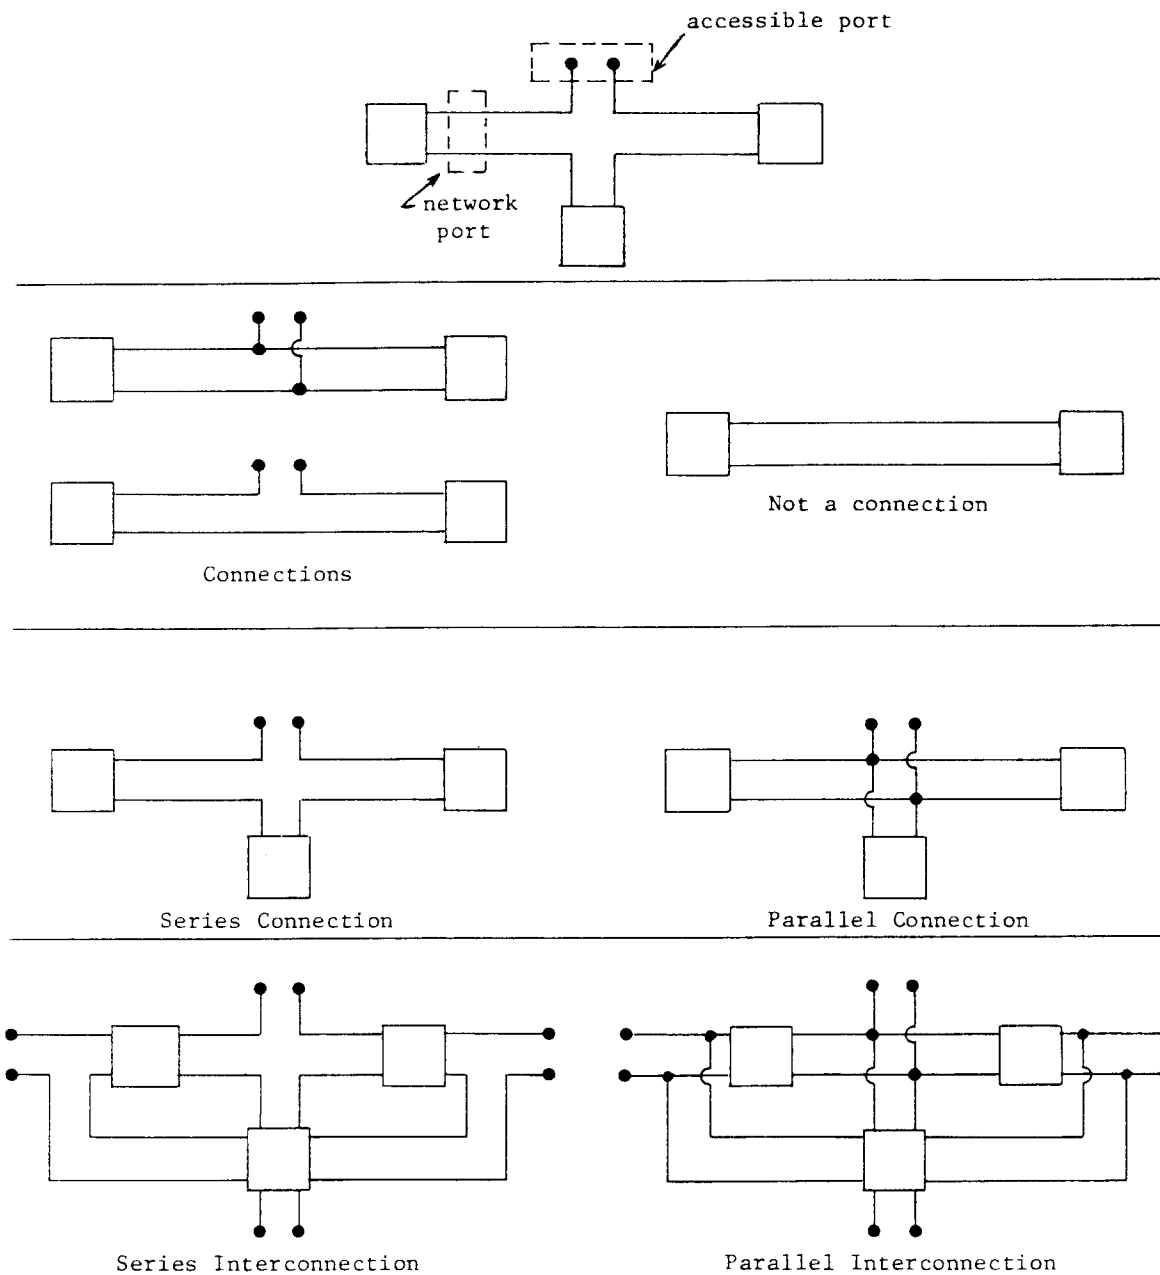 accessible port
network
port
Not a connection
Connections
Series Connection
Parallel Connection
Series Interconnection
Parallel Interconnection